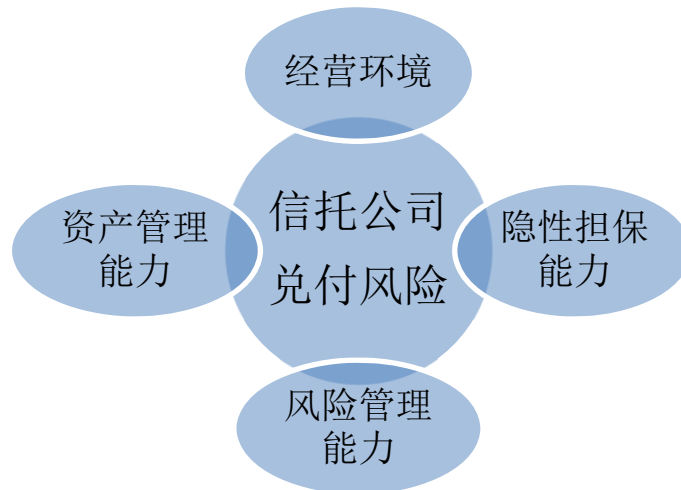 经营环境
资产管理
能力
信托公司
兑付风险
隐性担保
能力
风险管理
能力